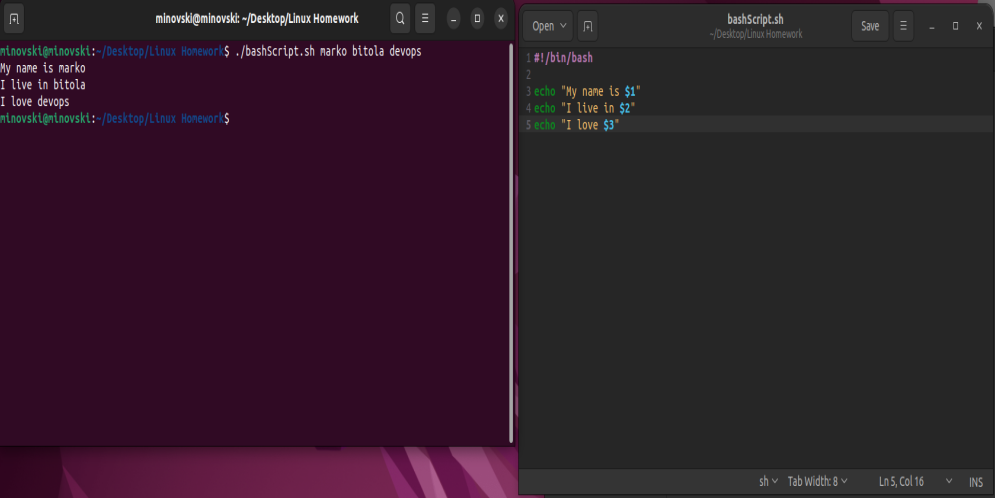 minovski@minovski: ~/Desktop/Linux Homework
minovski@minovski:~/Desktop/Linux Homework$ ./bashScript.sh marko bitola devops
My name is marko
I live in bitola
I love devops
minovski@minovski:~/Desktop/Linux Homework$
Open
bashScript.sh
~/Desktop/Linux Homework
Save
1 #!/bin/bash
2
3 echo "My name is $1"
4 echo "I live in $2"
5 echo "I love $3"
sh Tab Width: 8 Ln 5, Col 16 INS